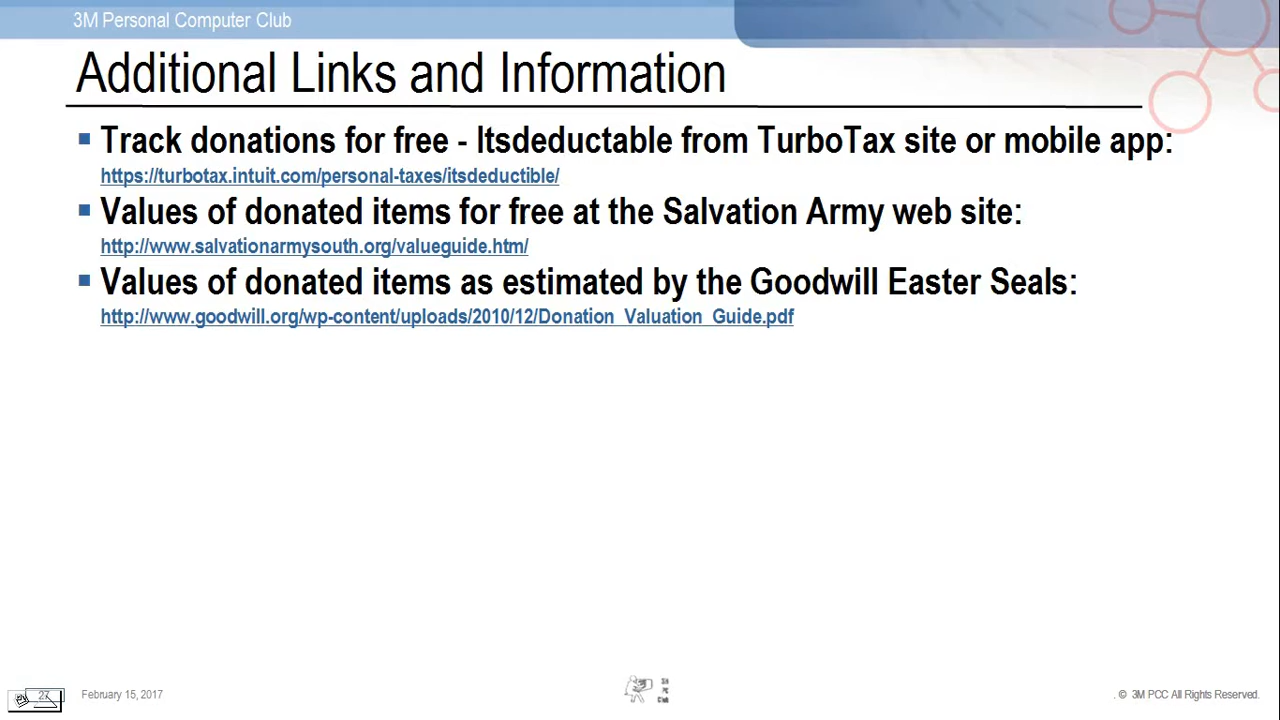 3M Personal Computer Club
Additional Links and Information
Track donations for free - Itsdeductable from TurboTax site or mobile app:
https://turbotax.intuit.com/personal-taxes/itsdeductible/
Values of donated items for free at the Salvation Army web site:
http://www.salvationarmysouth.org/valueguide.htm/
Values of donated items as estimated by the Goodwill Easter Seals:
http://www.goodwill.org/wp-content/uploads/2010/12/Donation_Valuation_Guide.pdf
27
February 15, 2017
. © 3M PCC All Rights Reserved.